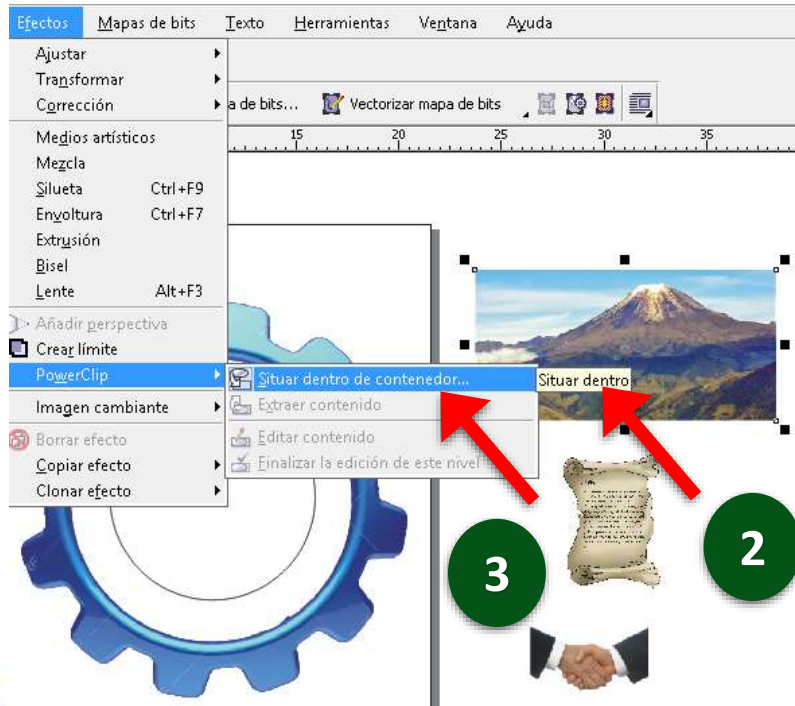 Efectos Mapas de bits Texto Herramientas Ventana Ayuda
Ajustar
Transformar
Corrección
a de bits... Vectorizar mapa de bits
15 20 25 30 35
Medios artísticos
Mezcla
Silueta Ctrl+F9
Envoltura Ctrl+F7
Extrusión
Bisel
Lente Alt+F3
Añadir perspectiva
Crear límite
PowerClip
Situar dentro de contenedor...
Situar dentro
Extraer contenido
Editar contenido
Finalizar la edición de este nivel
Imagen cambiante
Borrar efecto
Copiar efecto
Clonar efecto
3
2